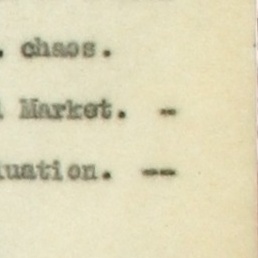 . chaos.
Market. -
uation. --